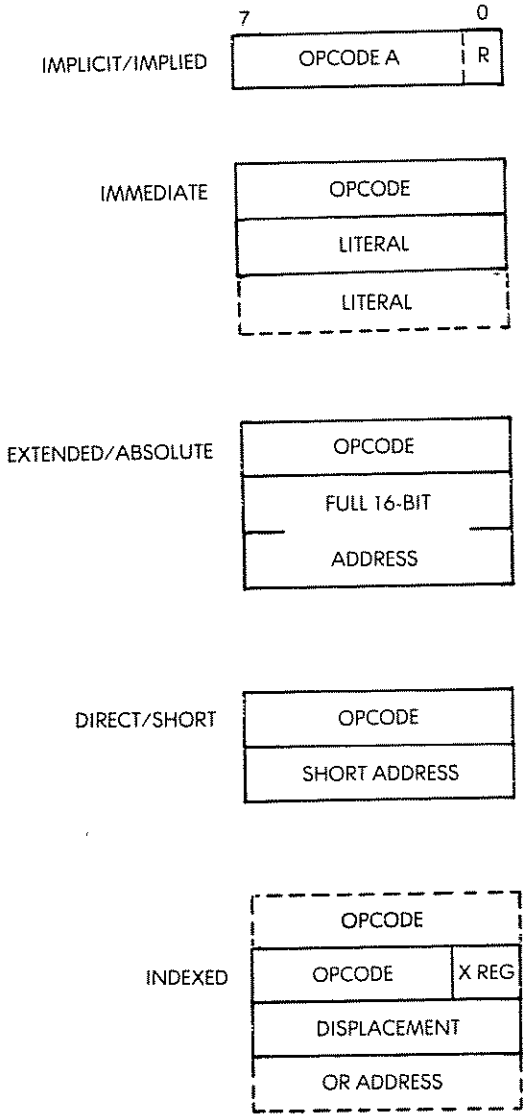 7 0
IMPLICIT/IMPLIED OPCODE A R
IMMEDIATE OPCODE
LITERAL
LITERAL
EXTENDED/ABSOLUTE OPCODE
FULL 16-BIT
ADDRESS
DIRECT/SHORT OPCODE
SHORT ADDRESS
OPCODE
INDEXED OPCODE X REG
DISPLACEMENT
OR ADDRESS